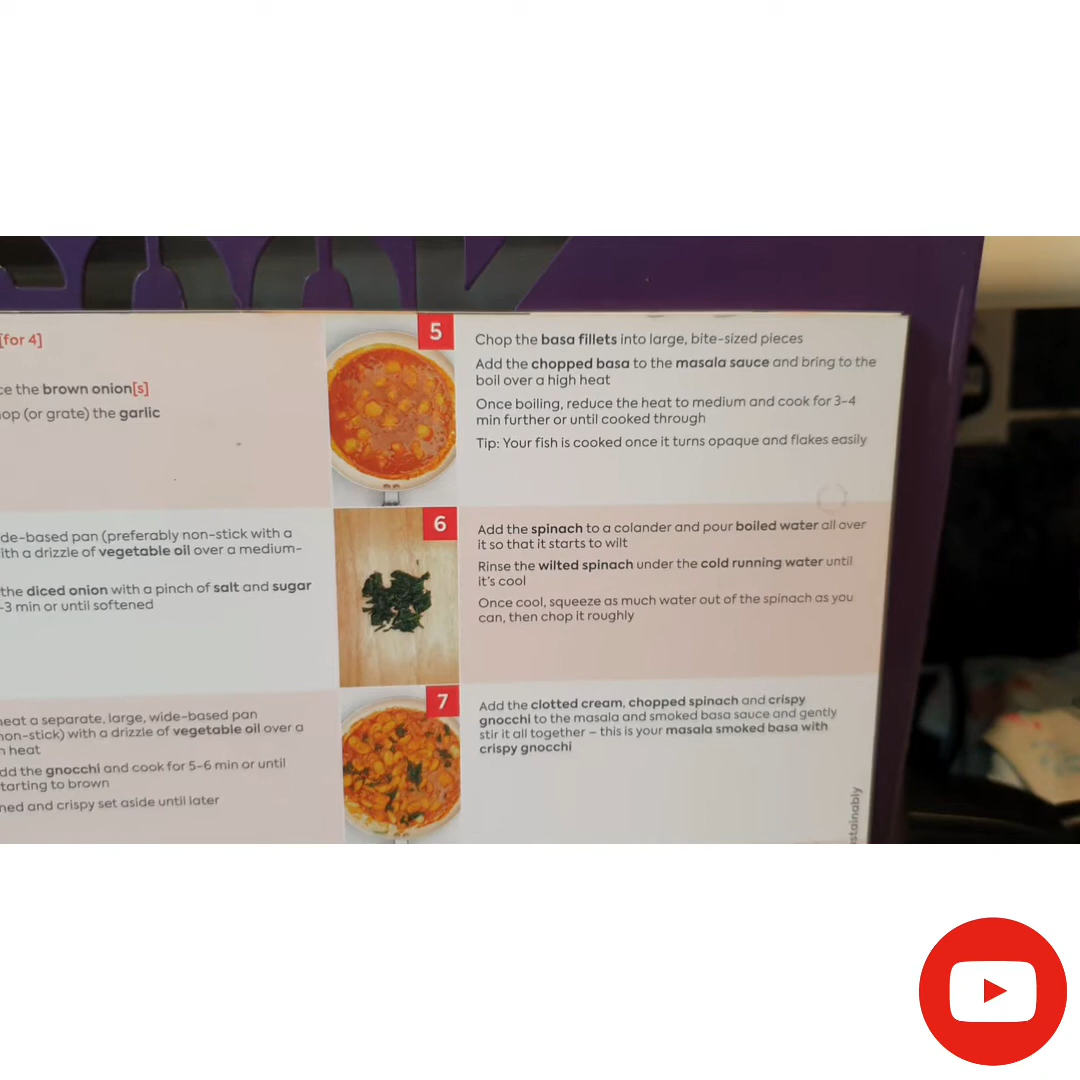 [for 4]
the brown onion[s]
(or grate) the garlic
wide-based pan (preferably non-stick with a
with a drizzle of vegetable oil over a medium-
the diced onion with a pinch of salt and sugar
-3 min or until softened
heat a separate, large, wide-based pan
non-stick) with a drizzle of vegetable oil over a
heat
add the gnocchi and cook for 5-6 min or until
starting to brown
and crispy set aside until later
5
Chop the basa fillets into large, bite-sized pieces
Add the chopped basa to the masala sauce and bring to the
boil over a high heat
Once boiling, reduce the heat to medium and cook for 3-4
min further or until cooked through
Tip: Your fish is cooked once it turns opaque and flakes easily
6
Add the spinach to a colander and pour boiled water all over
it so that it starts to wilt
Rinse the wilted spinach under the cold running water until
it's cool
Once cool, squeeze as much water out of the spinach as you
can, then chop it roughly
7
Add the clotted cream, chopped spinach and crispy
gnocchi to the masala and smoked basa sauce and gently
stir it all together – this is your masala smoked basa with
crispy gnocchi
stainably